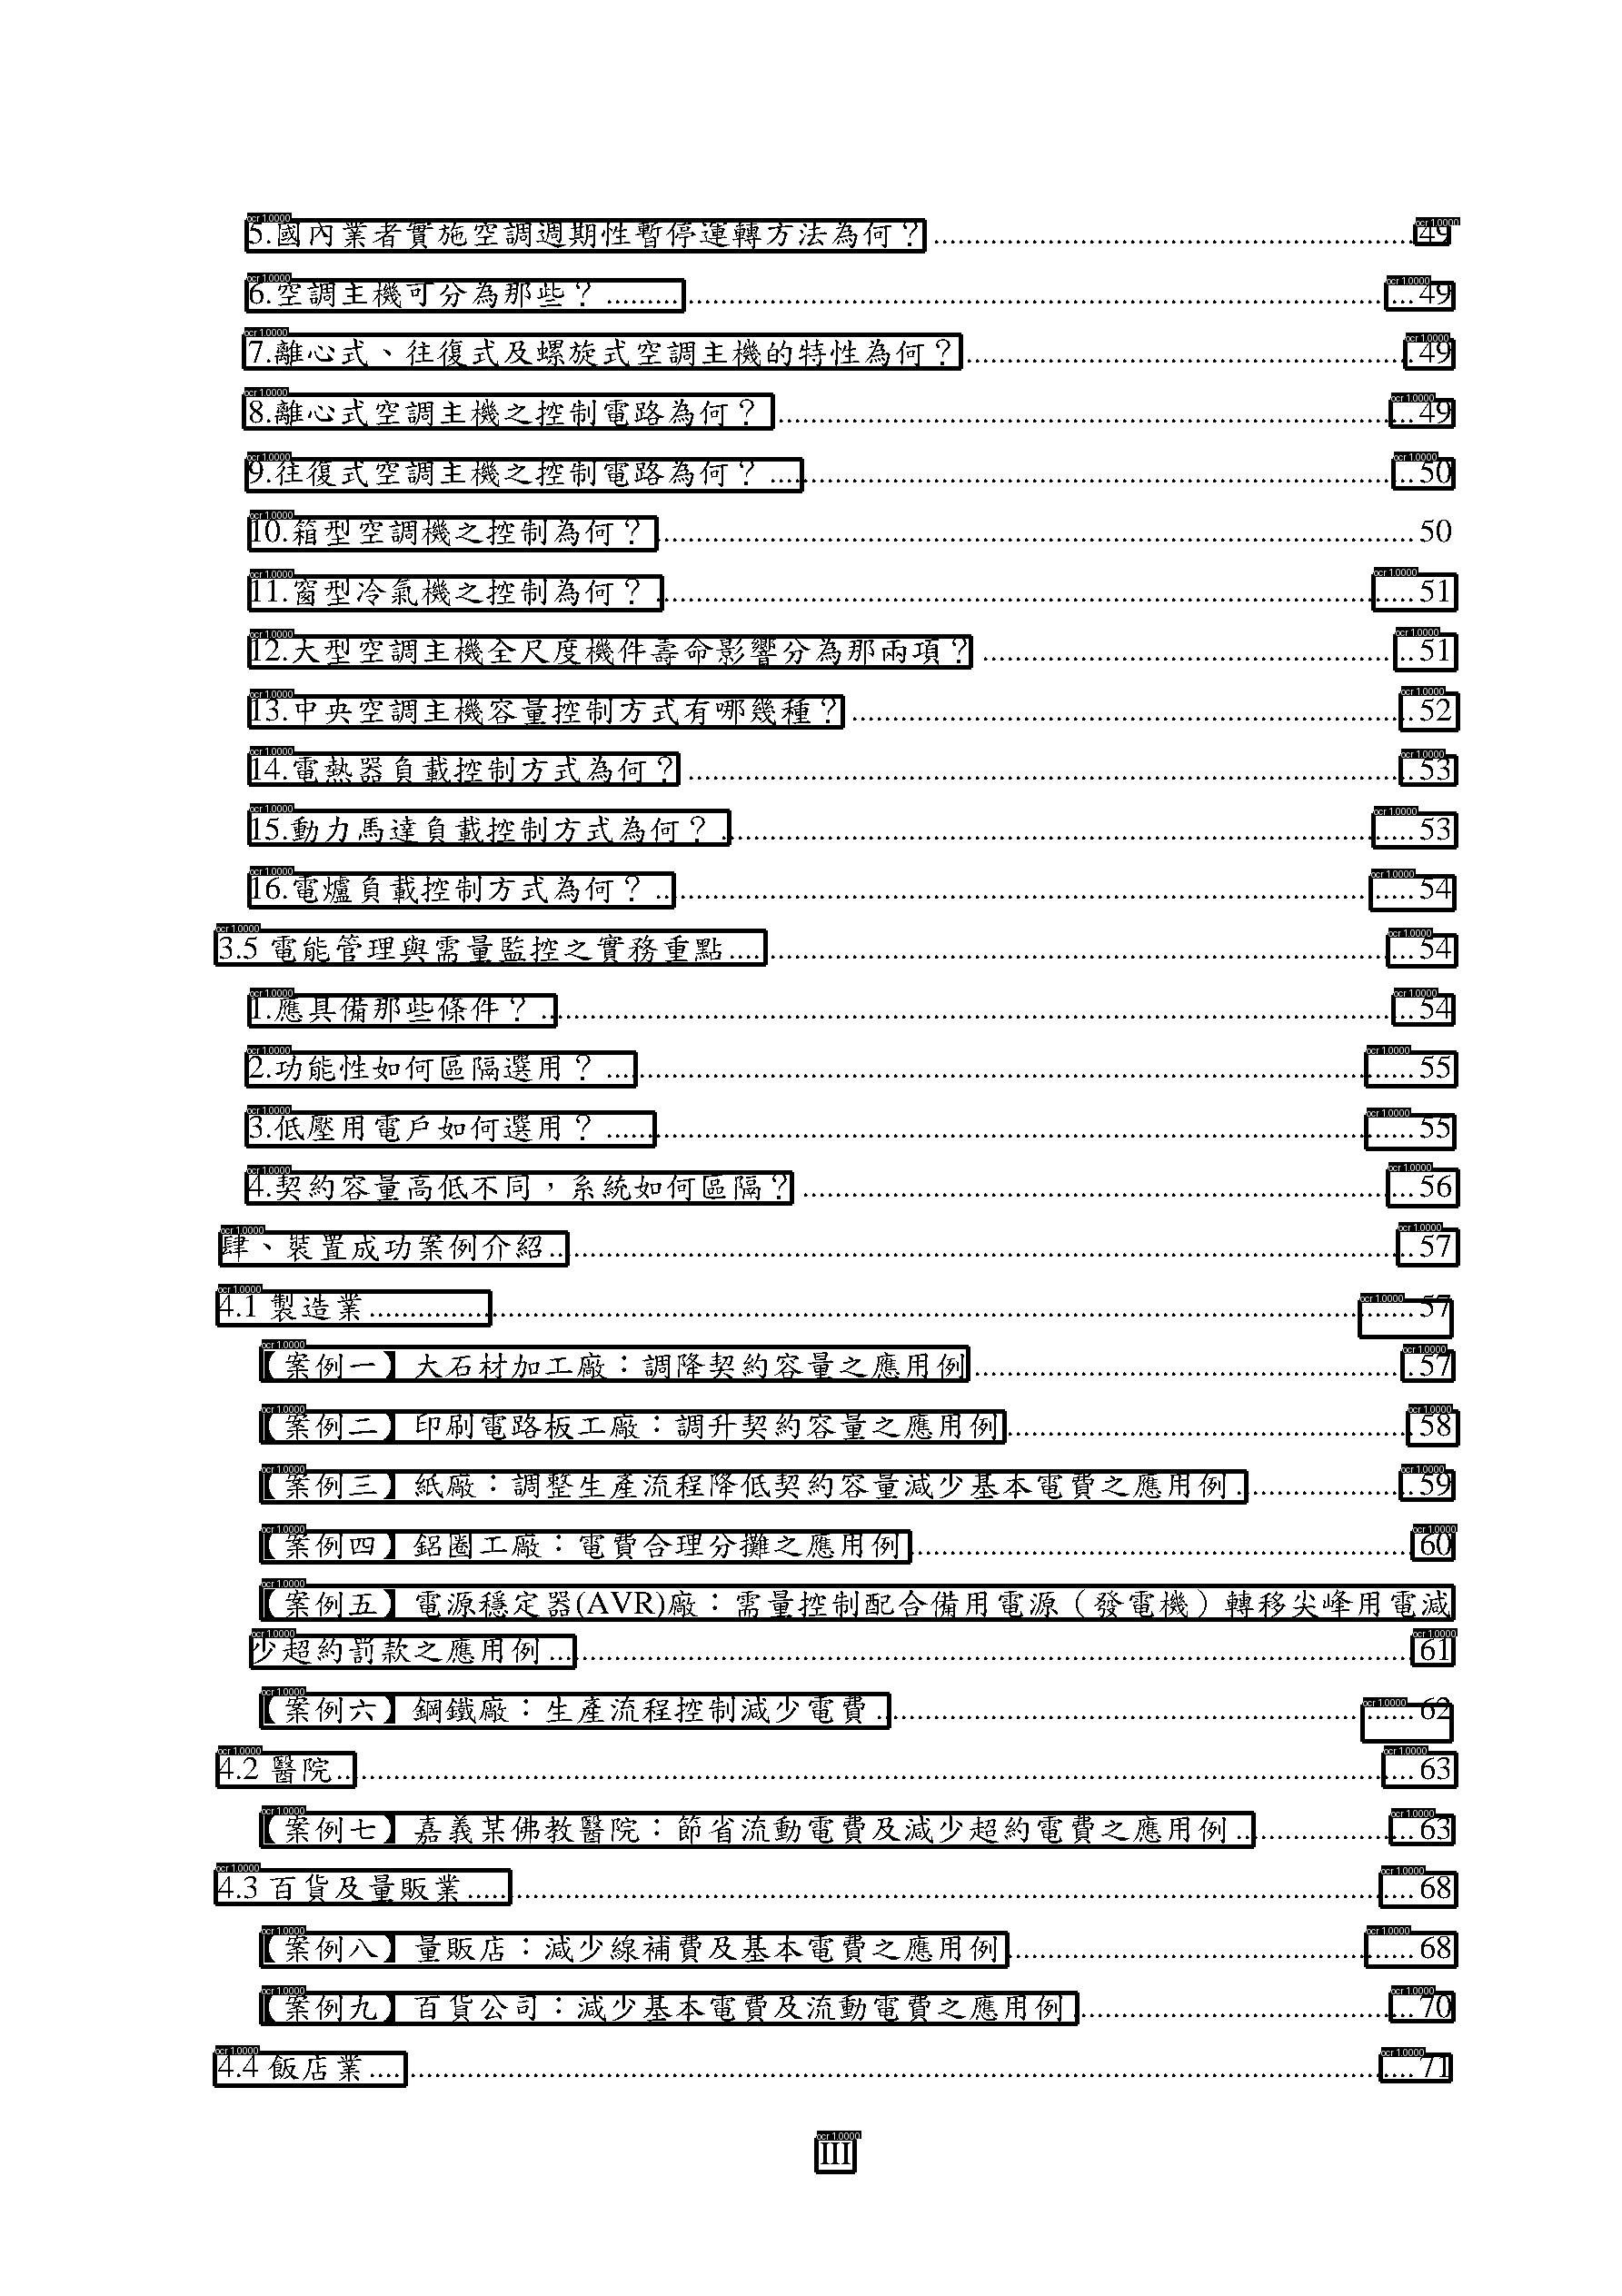 5.國內業者實施空調週期性暫停運轉方法為何？............................................................49
6.空調主機可分為那些？ ................................................................................................49
7.離心式、往復式及螺旋式空調主機的特性為何？........................................................49
8.離心式空調主機之控制電路為何？ ..............................................................................49
9.往復式空調主機之控制電路為何？ ..............................................................................50
10.箱型空調機之控制為何？............................................................................................50
11.窗型冷氣機之控制為何？ ...........................................................................................51
12.大型空調主機全尺度機件壽命影響分為那兩項？ .....................................................51
13.中央空調主機容量控制方式有哪幾種？ .....................................................................52
14.電熱器負載控制方式為何？ ........................................................................................53
15.動力馬達負載控制方式為何？ ....................................................................................53
16.電爐負載控制方式為何？ ............................................................................................54
3.5 電能管理與需量監控之實務重點....................................................................................54
1.應具備那些條件？ ........................................................................................................54
2.功能性如何區隔選用？ ................................................................................................55
3.低壓用電戶如何選用？ ................................................................................................55
4.契約容量高低不同，系統如何區隔？ ..........................................................................56
肆、裝置成功案例介紹..........................................................................................................57
4.1 製造業................................................................................................................................57
【案例一】大石材加工廠：調降契約容量之應用例......................................................57
【案例二】印刷電路板工廠：調升契約容量之應用例..................................................58
【案例三】紙廠：調整生產流程降低契約容量減少基本電費之應用例 ......................59
【案例四】鋁圈工廠：電費合理分攤之應用例..............................................................60
【案例五】電源穩定器(AVR)廠：需量控制配合備用電源（發電機）轉移尖峰用電減
少超約罰款之應用例 ..........................................................................................................61
【案例六】鋼鐵廠：生產流程控制減少電費 ..................................................................62
4.2 醫院....................................................................................................................................63
【案例七】嘉義某佛教醫院：節省流動電費及減少超約電費之應用例 ......................63
4.3 百貨及量販業....................................................................................................................68
【案例八】量販店：減少線補費及基本電費之應用例..................................................68
【案例九】百貨公司：減少基本電費及流動電費之應用例 .........................................70
4.4 飯店業................................................................................................................................71
III